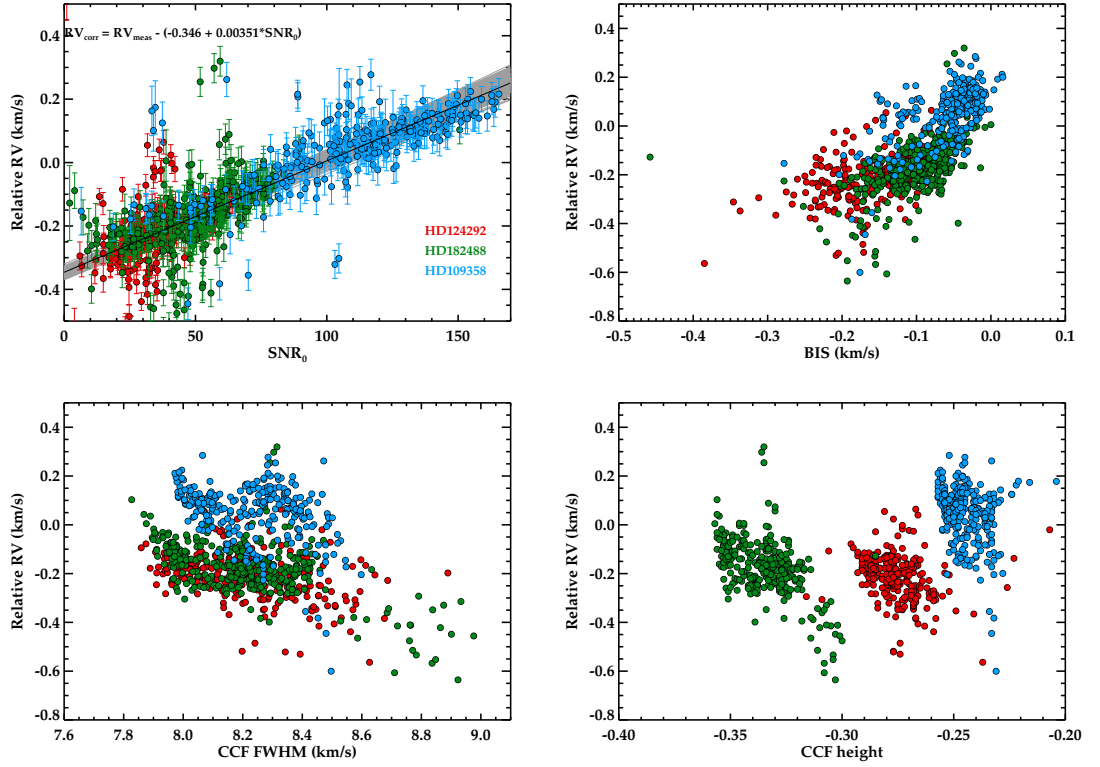 RV_corr = RV_meas - (-0.346 + 0.00351*SNR_0)
0.4
0.2
0.0
-0.2
-0.4
Relative RV (km/s)
HD124292
HD182488
HD109358
0 50 100 150
SNR_0
0.4
0.2
0.0
-0.2
-0.4
-0.6
-0.8
Relative RV (km/s)
-0.5 -0.4 -0.3 -0.2 -0.1 0.0 0.1
BIS (km/s)
0.4
0.2
0.0
-0.2
-0.4
-0.6
-0.8
Relative RV (km/s)
7.6 7.8 8.0 8.2 8.4 8.6 8.8 9.0
CCF FWHM (km/s)
0.4
0.2
0.0
-0.2
-0.4
-0.6
-0.8
Relative RV (km/s)
-0.40 -0.35 -0.30 -0.25 -0.20
CCF height